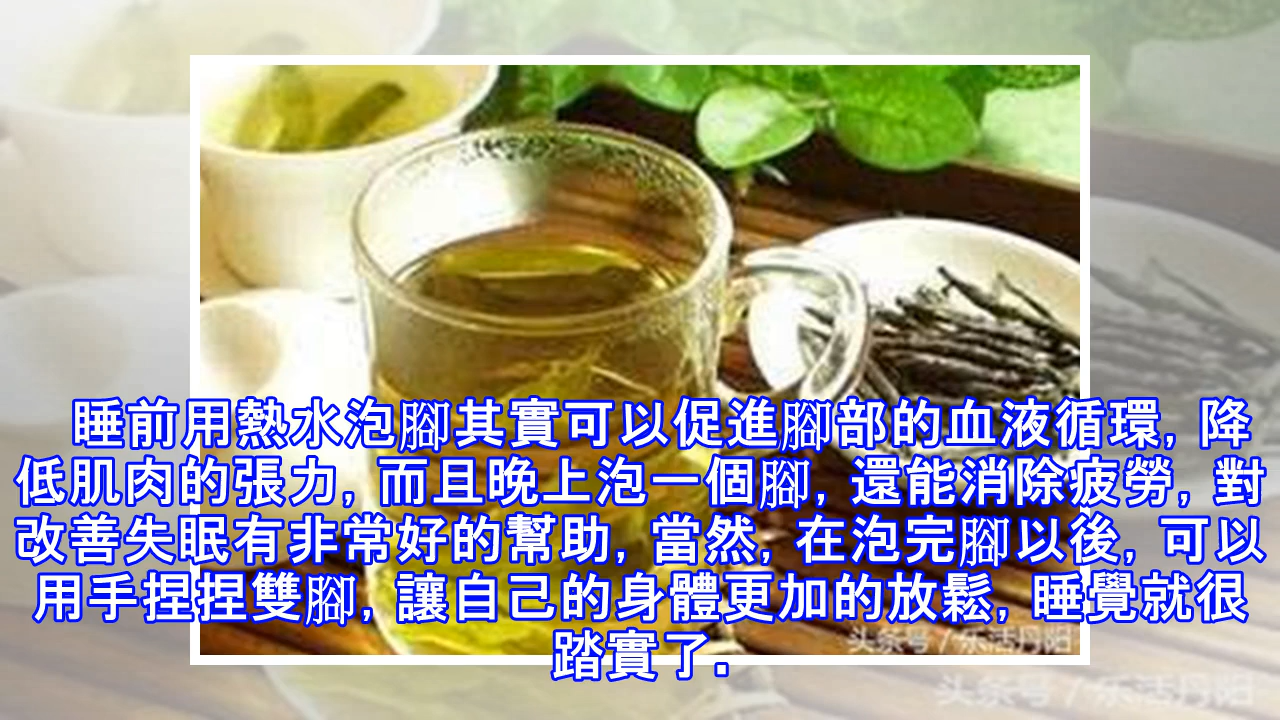 睡前用熱水泡腳其實可以促進腳部的血液循環, 降
低肌肉的張力, 而且晚上泡一個腳, 還能消除疲勞, 對
改善失眠有非常好的幫助, 當然, 在泡完腳以後, 可以
用手捏捏雙腳, 讓自己的身體更加的放鬆, 睡覺就很
踏實了.
头条号 / 乐活丹阳
头条号 / 乐活丹阳